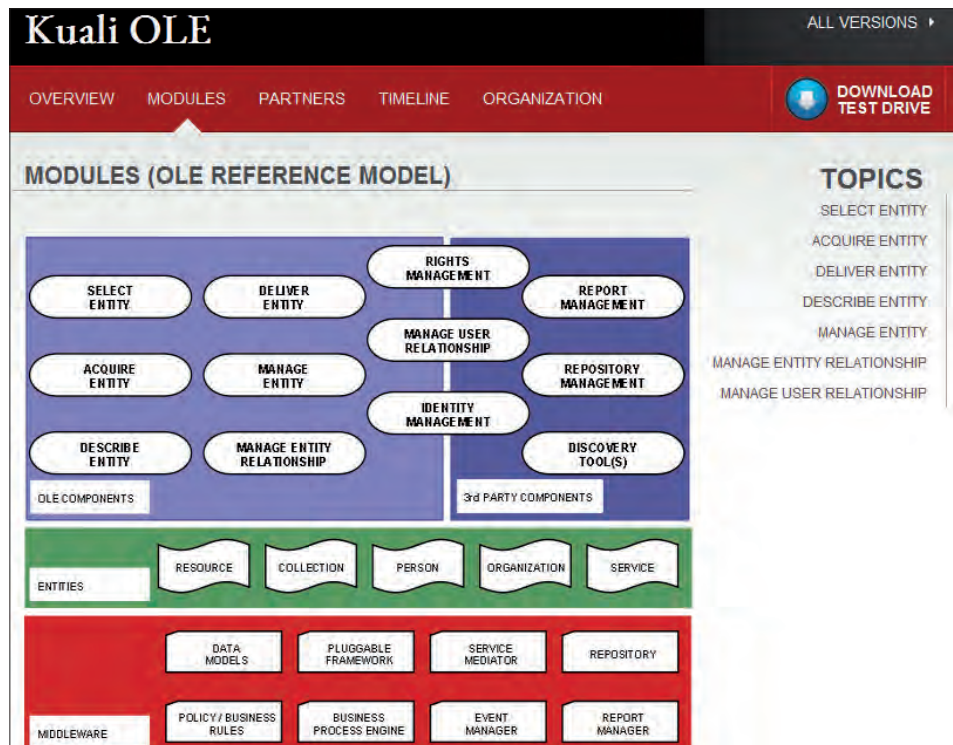 Kuali OLE
ALL VERSIONS
OVERVIEW MODULES PARTNERS TIMELINE ORGANIZATION
DOWNLOAD
TEST DRIVE
MODULES (OLE REFERENCE MODEL)
SELECT
ENTITY
DELIVER
ENTITY
RIGHTS
MANAGEMENT
REPORT
MANAGEMENT
ACQUIRE
ENTITY
MANAGE
ENTITY
MANAGE USER
RELATIONSHIP
REPOSITORY
MANAGEMENT
DESCRIBE
ENTITY
MANAGE ENTITY
RELATIONSHIP
IDENTITY
MANAGEMENT
DISCOVERY
TOOL(S)
OLE COMPONENTS
3rd PARTY COMPONENTS
RESOURCE
COLLECTION
PERSON
ORGANIZATION
SERVICE
ENTITIES
DATA
MODELS
PLUGGABLE
FRAMEWORK
SERVICE
MEDIATOR
REPOSITORY
POLICY / BUSINESS
RULES
BUSINESS
PROCESS ENGINE
EVENT
MANAGER
REPORT
MANAGER
MIDDLEWARE
TOPICS
SELECT ENTITY
ACQUIRE ENTITY
DELIVER ENTITY
DESCRIBE ENTITY
MANAGE ENTITY
MANAGE ENTITY RELATIONSHIP
MANAGE USER RELATIONSHIP